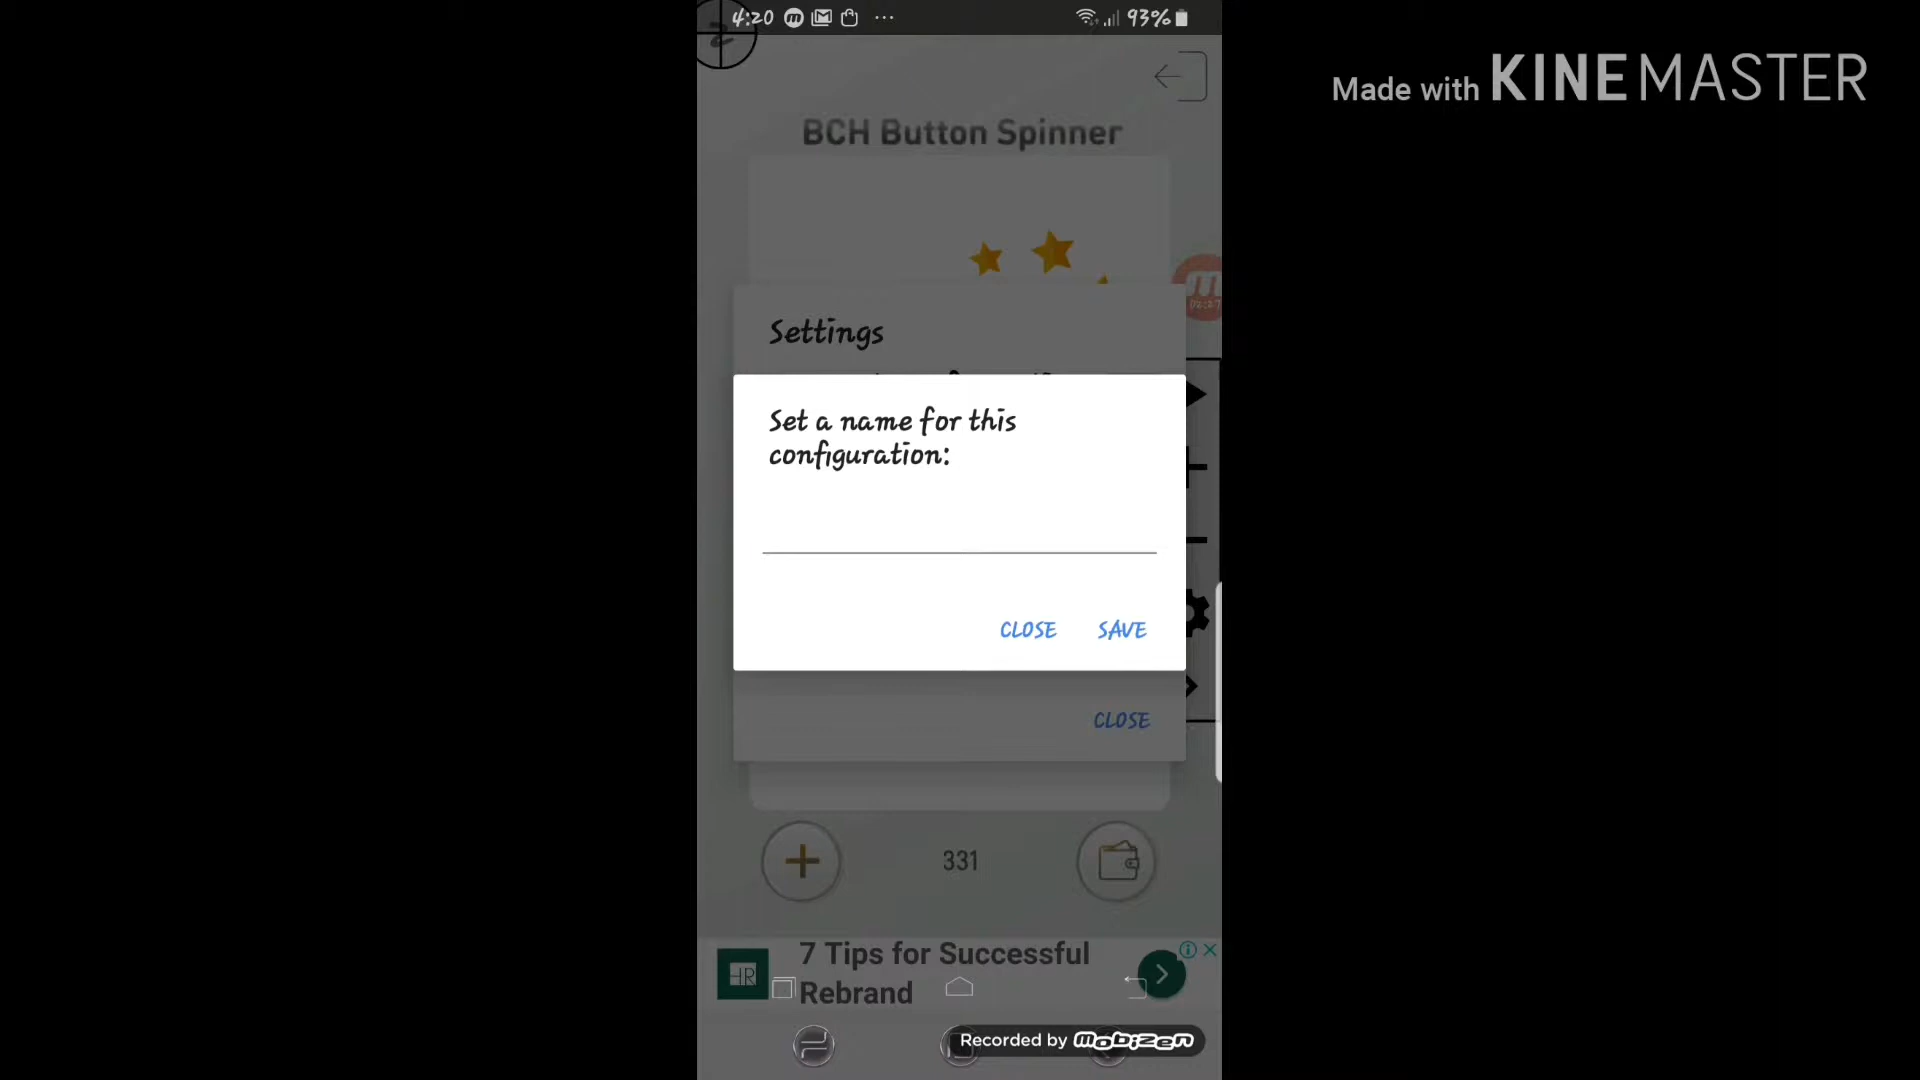 4:20
93%
Made with KINEMASTER
BCH Button Spinner
Settings
Set a name for this
configuration:
CLOSE SAVE
CLOSE
331
7 Tips for Successful
Rebrand
Recorded by mobizen